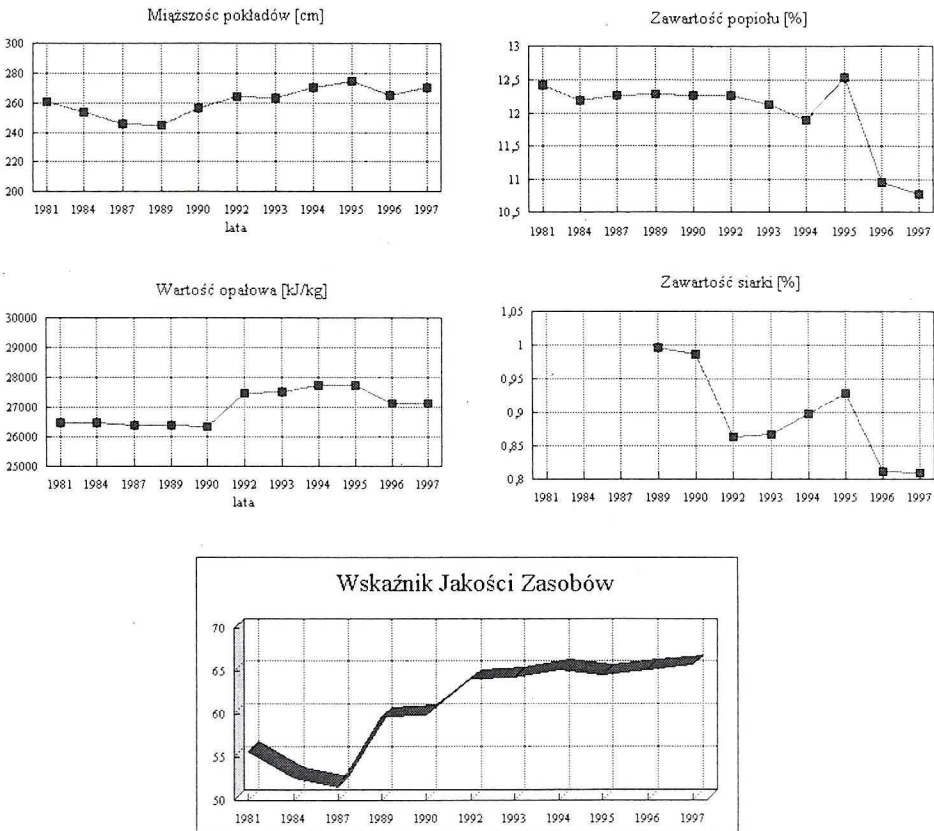 Miąższośc pokładów [cm]
300
280
260
240
220
200
1981 1984 1987 1989 1990 1992 1993 1994 1995 1996 1997
lata
Zawartość popiołu [%]
13
12,5
12
11,5
11
10,5
1981 1984 1987 1989 1990 1992 1993 1994 1995 1996 1997
Wartość opałowa [kJ/kg]
30000
29000
28000
27000
26000
25000
1981 1984 1987 1989 1990 1992 1993 1994 1995 1996 1997
lata
Zawartość siarki [%]
1,05
1
0,95
0,9
0,85
0,8
1981 1984 1987 1989 1990 1992 1993 1994 1995 1996 1997
Wskaźnik Jakości Zasobów
70
65
60
55
50
1981 1984 1987 1989 1990 1992 1993 1994 1995 1996 1997